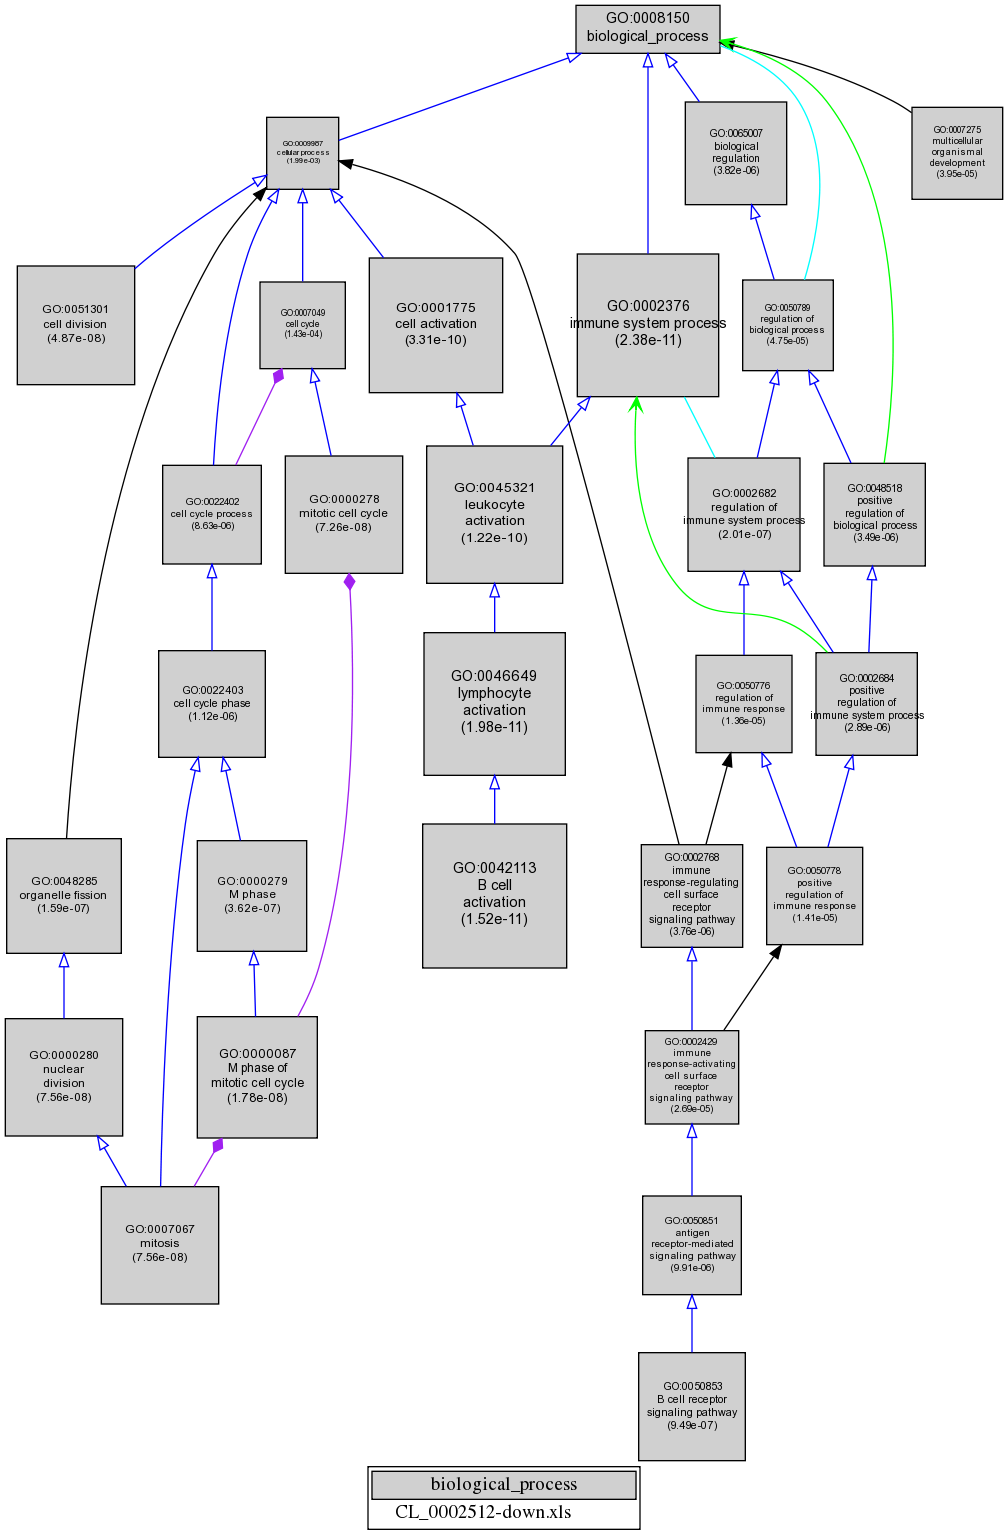 GO:0008150
biological_process
GO:0009987
cellular process
(1.99e-03)
GO:0065007
biological
regulation
(3.82e-06)
GO:0007275
multicellular
organismal
development
(3.95e-05)
GO:0051301
cell division
(4.87e-08)
GO:0007049
cell cycle
(1.43e-04)
GO:0001775
cell activation
(3.31e-10)
GO:0002376
immune system process
(2.38e-11)
GO:0050789
regulation of
biological process
(4.75e-05)
GO:0022402
cell cycle process
(8.63e-06)
GO:0000278
mitotic cell cycle
(7.26e-08)
GO:0045321
leukocyte
activation
(1.22e-10)
GO:0002682
regulation of
immune system process
(2.01e-07)
GO:0048518
positive
regulation of
biological process
(3.49e-06)
GO:0022403
cell cycle phase
(1.12e-06)
GO:0046649
lymphocyte
activation
(1.98e-11)
GO:0050776
regulation of
immune response
(1.36e-05)
GO:0002684
positive
regulation of
immune system process
(2.89e-06)
GO:0048285
organelle fission
(1.59e-07)
GO:0000279
M phase
(3.62e-07)
GO:0042113
B cell
activation
(1.52e-11)
GO:0002768
immune
response-regulating
cell surface
receptor
signaling pathway
(3.76e-06)
GO:0050778
positive
regulation of
immune response
(1.41e-05)
GO:0000280
nuclear
division
(7.56e-08)
GO:0000087
M phase of
mitotic cell cycle
(1.78e-08)
GO:0002429
immune
response-activating
cell surface
receptor
signaling pathway
(2.69e-05)
GO:0007067
mitosis
(7.56e-08)
GO:0050851
antigen
receptor-mediated
signaling pathway
(9.91e-06)
GO:0050853
B cell receptor
signaling pathway
(9.49e-07)
biological_process
CL_0002512-down.xls